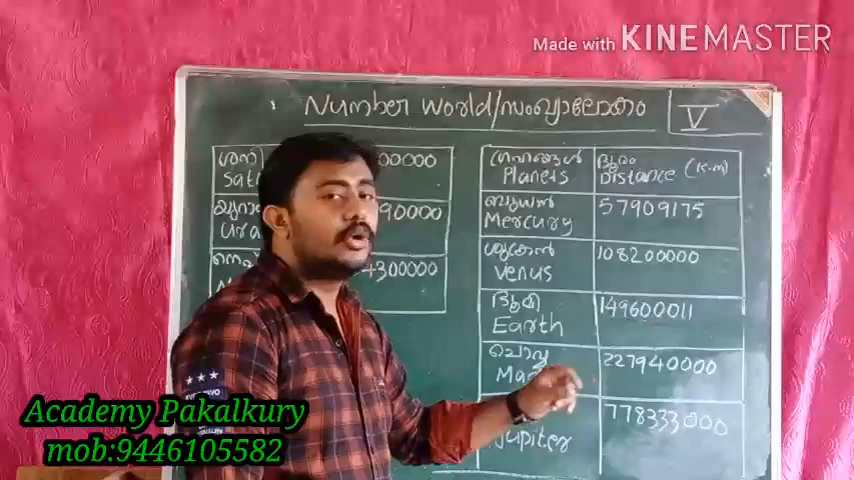 Made with KINEMASTER
Number World/സംഖ്യാലോകം
V
ശനി
00000
90000
4300000
ഗ്രഹങ്ങൾ
Planets
ദൂരം
Distance (K.m)
ബുധൻ
Mercury
57909175
ശുക്രൻ
Venus
108200000
ഭൂമി
Earth
149600011
ചൊവ്വ
227940000
Jupiter
778333000
Academy Pakalkury
mob:9446105582